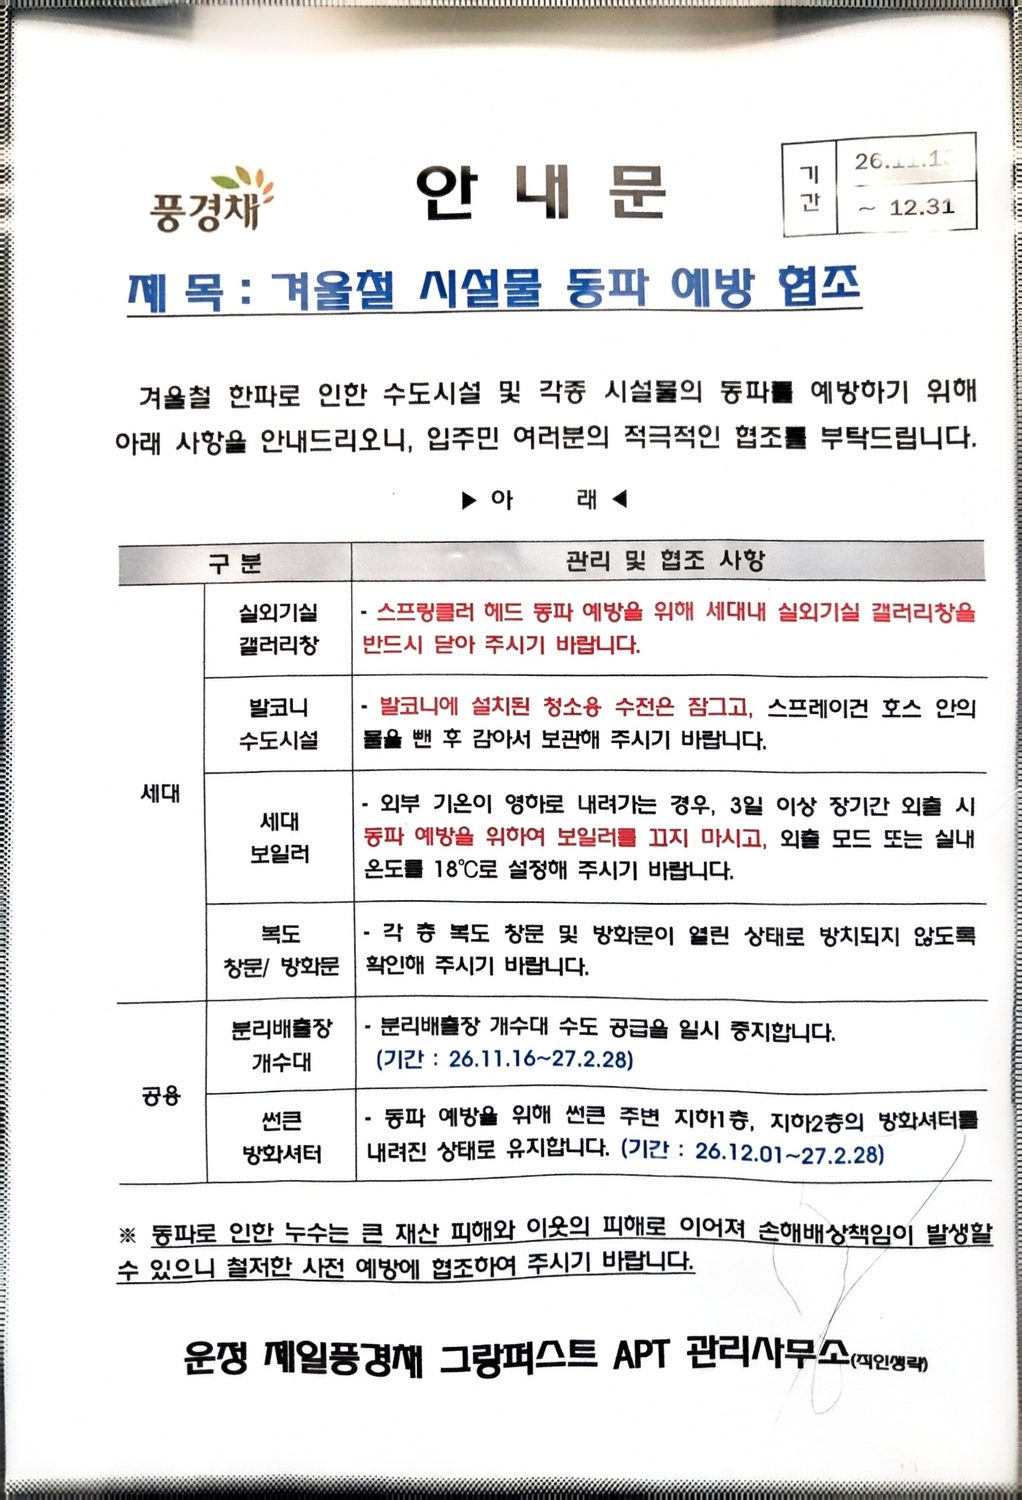 풍경채
안 내 문
기간
26.11.13
~ 12.31
제 목 : 겨울철 시설물 동파 예방 협조
겨울철 한파로 인한 수도시설 및 각종 시설물의 동파를 예방하기 위해
아래 사항을 안내드리오니, 입주민 여러분의 적극적인 협조를 부탁드립니다.
▶ 아 래 ◀
구 분
관리 및 협조 사항
세대
실외기실
갤러리창
- 스프링클러 헤드 동파 예방을 위해 세대내 실외기실 갤러리창을
반드시 닫아 주시기 바랍니다.
발코니
수도시설
- 발코니에 설치된 청소용 수전은 잠그고, 스프레이건 호스 안의
물을 뺀 후 감아서 보관해 주시기 바랍니다.
세대
보일러
- 외부 기온이 영하로 내려가는 경우, 3일 이상 장기간 외출 시
동파 예방을 위하여 보일러를 끄지 마시고, 외출 모드 또는 실내
온도를 18℃로 설정해 주시기 바랍니다.
복도
창문/ 방화문
- 각 층 복도 창문 및 방화문이 열린 상태로 방치되지 않도록
확인해 주시기 바랍니다.
공용
분리배출장
개수대
- 분리배출장 개수대 수도 공급을 일시 중지합니다.
(기간 : 26.11.16~27.2.28)
썬큰
방화셔터
- 동파 예방을 위해 썬큰 주변 지하1층, 지하2층의 방화셔터를
내려진 상태로 유지합니다. (기간 : 26.12.01~27.2.28)
※ 동파로 인한 누수는 큰 재산 피해와 이웃의 피해로 이어져 손해배상책임이 발생할
수 있으니 철저한 사전 예방에 협조하여 주시기 바랍니다.
운정 제일풍경채 그랑퍼스트 APT 관리사무소(직인생략)